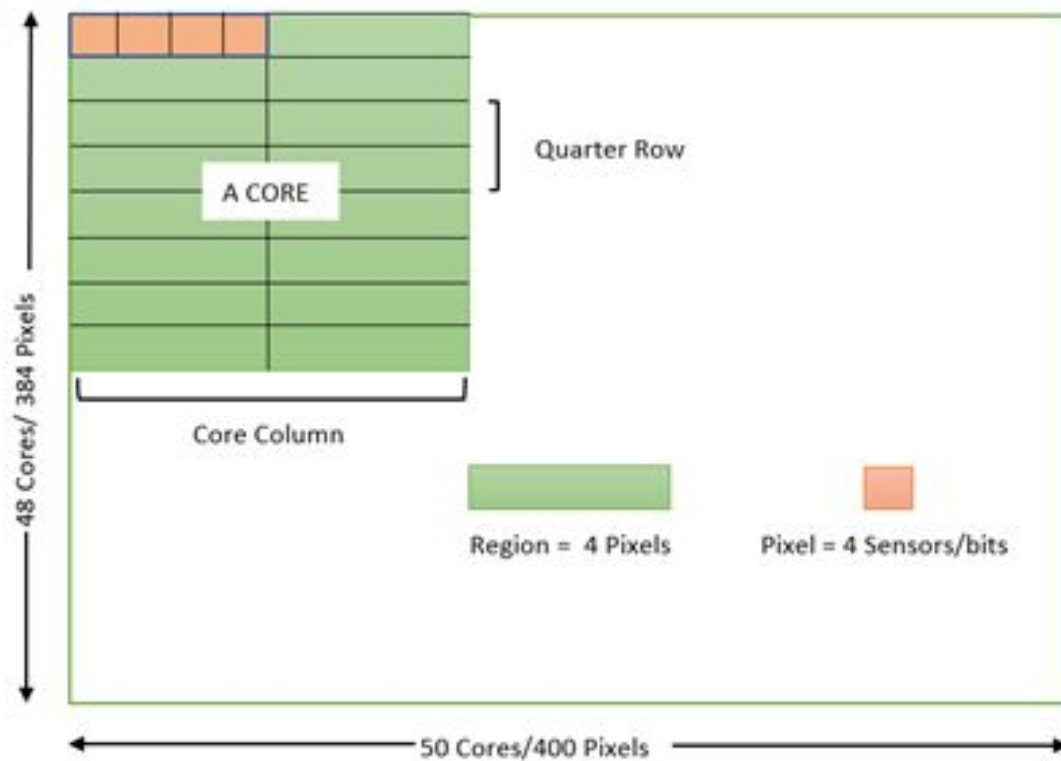 Quarter Row
A CORE
48 Cores/ 384 Pixels
Core Column
Region = 4 Pixels
Pixel = 4 Sensors/bits
50 Cores/400 Pixels